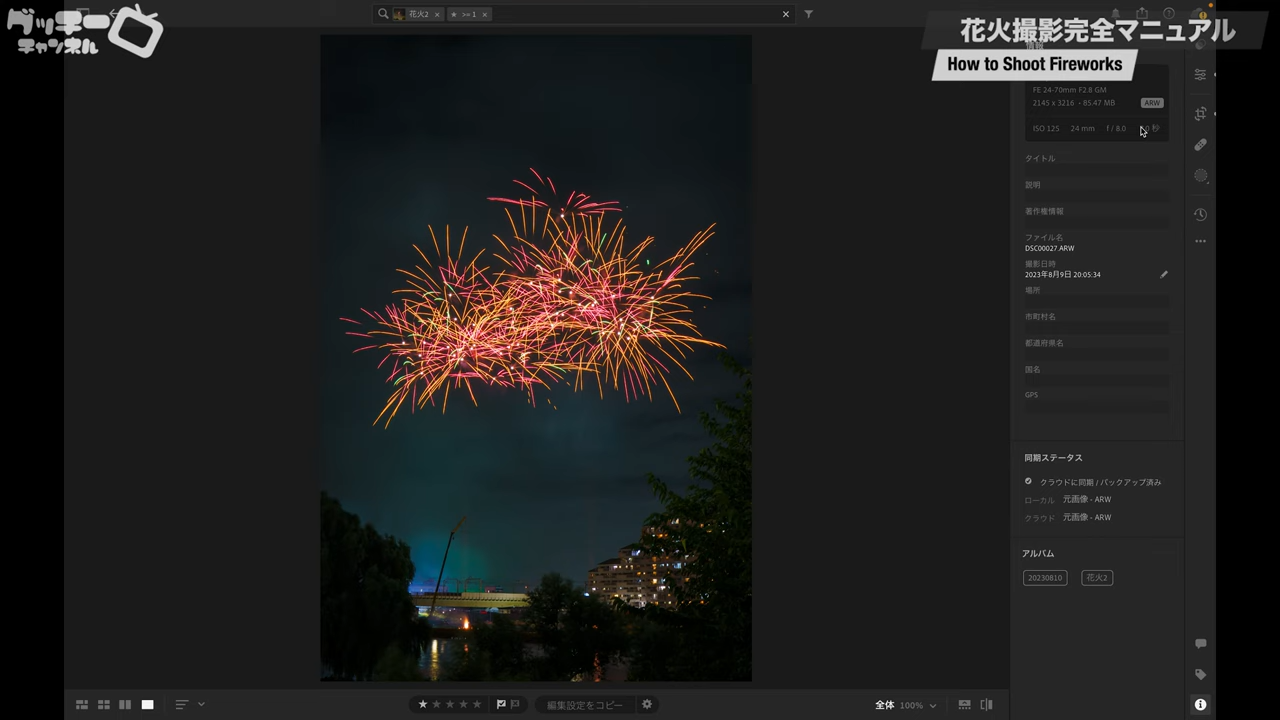 グッチーチャンネル
花火2
★ >= 1
花火撮影完全マニュアル
情報
How to Shoot Fireworks
FE 24-70mm F2.8 GM
2145 x 3216 • 85.47 MB
ARW
ISO 125
24 mm
f / 8.0
秒
タイトル
説明
著作権情報
ファイル名
DSC00027.ARW
撮影日時
2023年8月9日 20:05:34
場所
市町村名
都道府県名
国名
GPS
同期ステータス
クラウドに同期 / バックアップ済み
ローカル 元画像 - ARW
クラウド 元画像 - ARW
アルバム
20230810
花火2
編集設定をコピー
全体 100%